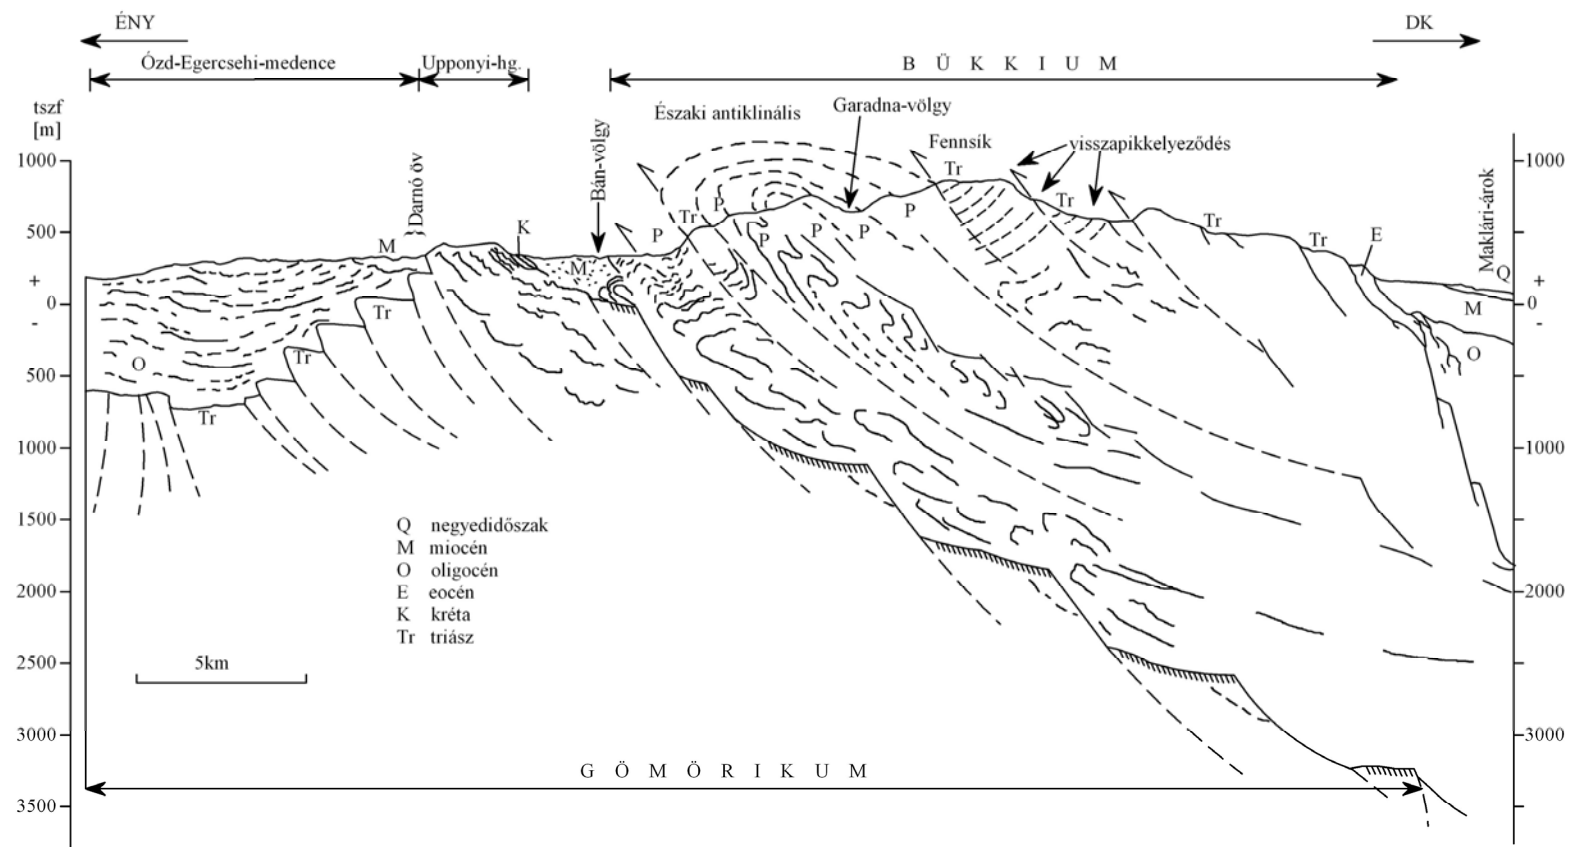 ÉNY
DK
Ózd-Egercsehi-medence
Upponyi-hg.
B Ü K K I U M
tszf
[m]
Északi antiklinális
Garadna-völgy
Fennsík
visszapikkelyeződés
Darnó öv
Bán-völgy
Maklári-árok
1000
500
+
0
-
500
1000
1500
2000
2500
3000
3500
1000
+
0
-
1000
2000
3000
M
K
M
P
Tr
P
P
P
P
P
Tr
Tr
Tr
Tr
E
Q
M
O
O
Tr
Tr
Tr
Q negyedidőszak
M miocén
O oligocén
E eocén
K kréta
Tr triász
5km
G Ö M Ö R I K U M